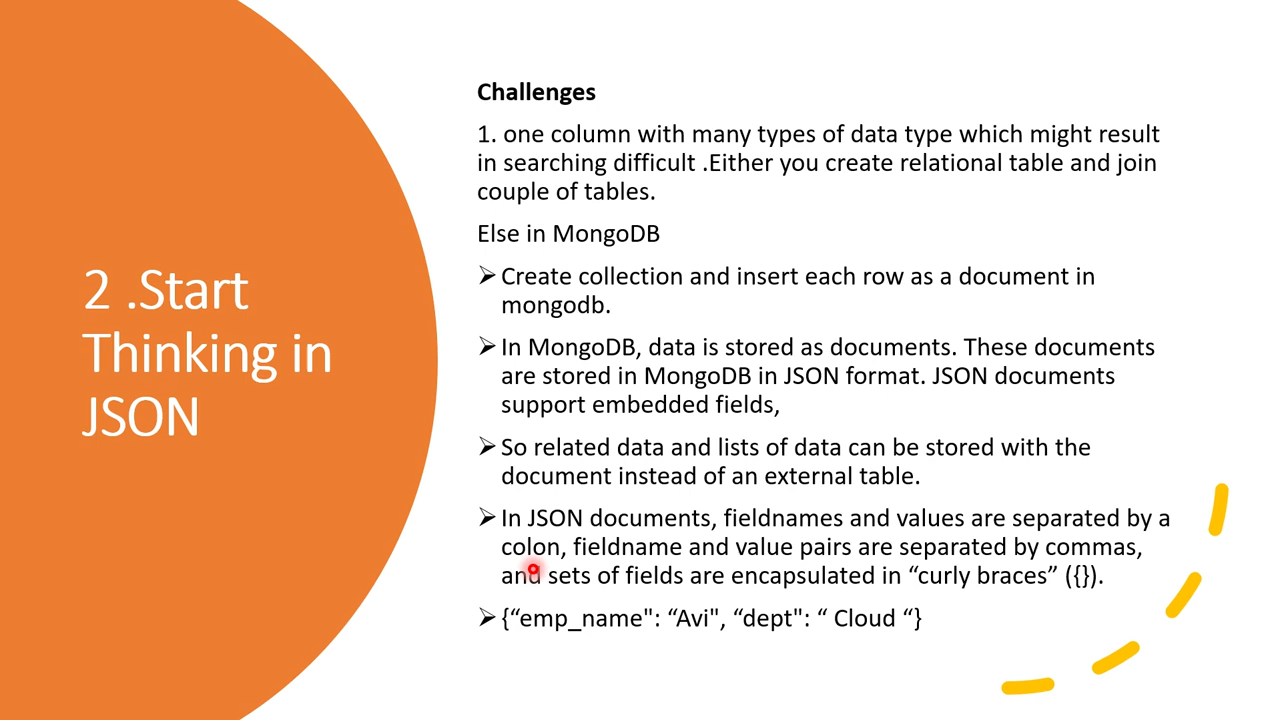 2 .Start
Thinking in
JSON
Challenges
1. one column with many types of data type which might result
in searching difficult .Either you create relational table and join
couple of tables.
Else in MongoDB
➢ Create collection and insert each row as a document in
mongodb.
➢ In MongoDB, data is stored as documents. These documents
are stored in MongoDB in JSON format. JSON documents
support embedded fields,
➢ So related data and lists of data can be stored with the
document instead of an external table.
➢ In JSON documents, fieldnames and values are separated by a
colon, fieldname and value pairs are separated by commas,
and sets of fields are encapsulated in “curly braces” ({}).
➢ {“emp_name": “Avi", “dept": “ Cloud “}